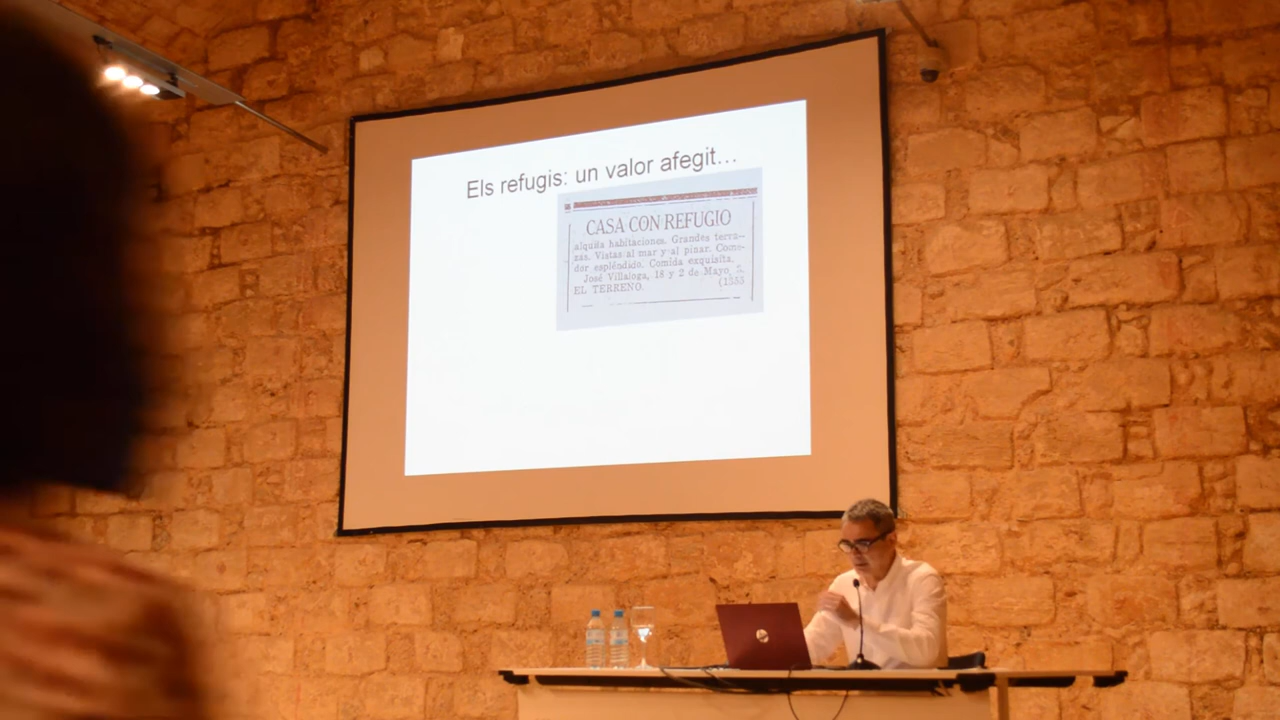 Els refugis: un valor afegit...
CASA CON REFUGIO
alquila habitaciones. Grandes terra-
zas. Vistas al mar y al pinar. Come-
dor espléndido. Comida exquisita.
José Villalonga, 18 y 2 de Mayo, 5.
EL TERRENO. (1355